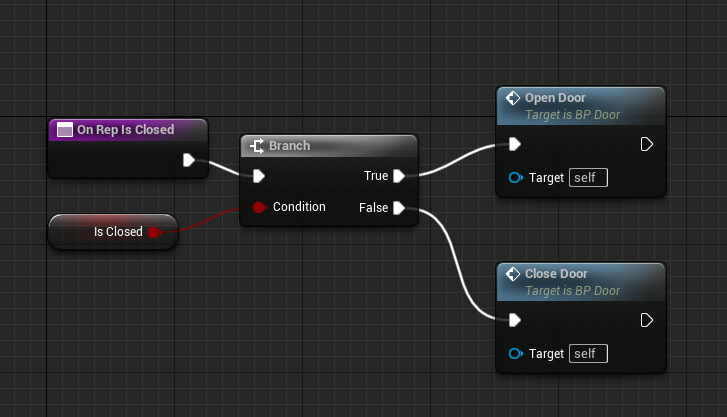 On Rep Is Closed
Branch
True
Condition
False
Is Closed
Open Door
Target is BP Door
Target self
Close Door
Target is BP Door
Target self